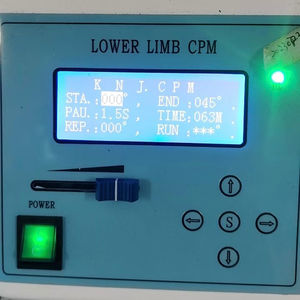 LOWER LIMB CPM
K N J. C P M
STA.:000°, END :045°,
PAU.:1.5S, TIME:063M,
REP.:000°, RUN :***°.
POWER
S